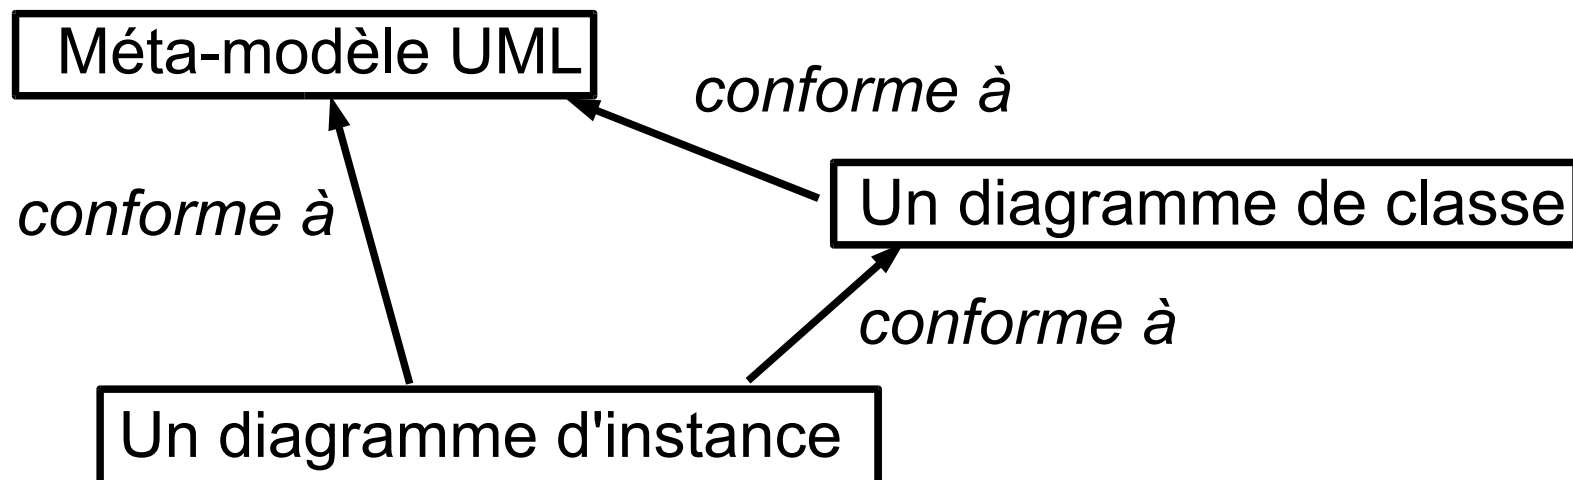 Méta-modèle UML
conforme à
Un diagramme de classe
conforme à
conforme à
Un diagramme d'instance